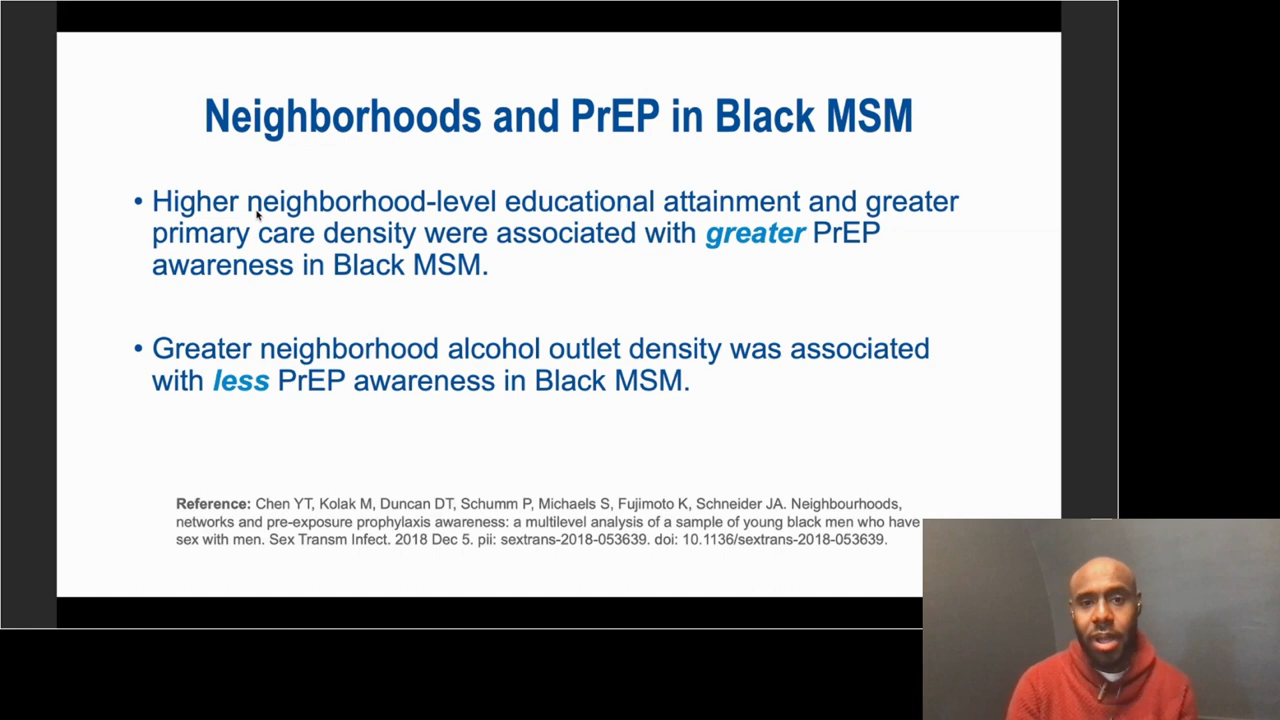 Neighborhoods and PrEP in Black MSM
• Higher neighborhood-level educational attainment and greater
primary care density were associated with greater PrEP
awareness in Black MSM.
• Greater neighborhood alcohol outlet density was associated
with less PrEP awareness in Black MSM.
Reference: Chen YT, Kolak M, Duncan DT, Schumm P, Michaels S, Fujimoto K, Schneider JA. Neighbourhoods,
networks and pre-exposure prophylaxis awareness: a multilevel analysis of a sample of young black men who have
sex with men. Sex Transm Infect. 2018 Dec 5. pii: sextrans-2018-053639. doi: 10.1136/sextrans-2018-053639.